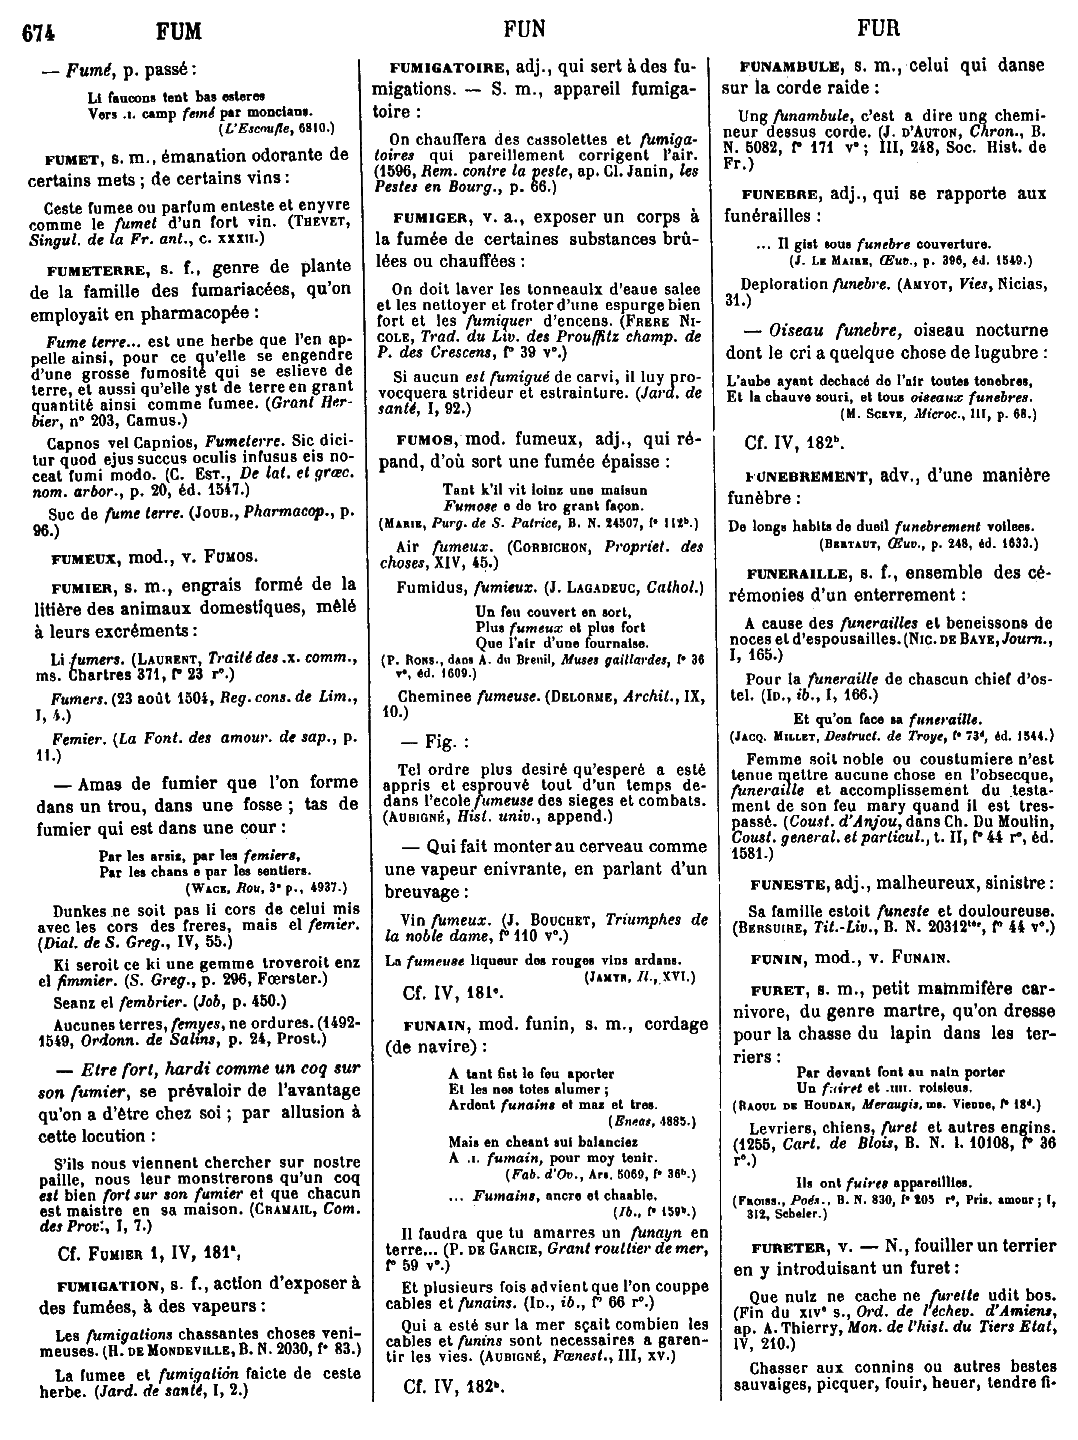 674 FUM FUN FUR
— Fumé, p. passé :
Li faucons tent bas esteres
Vers .I. camp femé par moncians.
(L'Escoufle, 6810.)
FUMET, s. m., émanation odorante de
certains mets ; de certains vins :
Ceste fumee ou parfum enteste et enyvre
comme le fumet d'un fort vin. (THEVET,
Singul. de la Fr. ant., c. XXXII.)
FUMETERRE, s. f., genre de plante
de la famille des fumariacées, qu'on
employait en pharmacopée :
Fume terre... est une herbe que l'en ap-
pelle ainsi, pour ce qu'elle se engendre
d'une grosse fumosité qui se eslieve de
terre, et aussi qu'elle yst de terre en grant
quantité ainsi comme fumee. (Grant Her-
bier, n° 203, Camus.)
Capnos vel Capnios, Fumeterre. Sic dici-
tur quod ejus succus oculis infusus eis no-
ceat fumi modo. (C. EST., De lat. et græc.
nom. arbor., p. 20, éd. 1547.)
Suc de fume terre. (JOUB., Pharmacop., p.
96.)
FUMEUX, mod., v. FUMOS.
FUMIER, s. m., engrais formé de la
litière des animaux domestiques, mêlé
à leurs excréments :
Li fumers. (LAURENT, Traité des .x. comm.,
ms. Chartres 371, f° 23 r°.)
Fumers. (23 août 1504, Reg. cons. de Lim.,
I, 4.)
Femier. (La Font. des amour. de sap., p.
11.)
— Amas de fumier que l'on forme
dans un trou, dans une fosse ; tas de
fumier qui est dans une cour :
Par les arsiz, par les femiers,
Par les chans e par les sentiers.
(WACE, Rou, 3° p., 4937.)
Dunkes ne soit pas li cors de celui mis
avec les cors des freres, mais el femier.
(Dial. de S. Greg., IV, 55.)
Ki seroit ce ki une gemme troveroit enz
el fimmier. (S. Greg., p. 296, Fœrster.)
Seanz el fembrier. (Job, p. 450.)
Aucunes terres, femyes, ne ordures. (1492-
1549, Ordonn. de Salins, p. 24, Prost.)
— Etre fort, hardi comme un coq sur
son fumier, se prévaloir de l'avantage
qu'on a d'être chez soi ; par allusion à
cette locution :
S'ils nous viennent chercher sur nostre
paille, nous leur monstrerons qu'un coq
est bien fort sur son fumier et que chacun
est maistre en sa maison. (CRAMAIL, Com.
des Prov., I, 7.)
Cf. FUMIER 1, IV, 181ª,
FUMIGATION, s. f., action d'exposer à
des fumées, à des vapeurs :
Les fumigations chassantes choses veni-
meuses. (H. DE MONDEVILLE, B. N. 2030, f° 83.)
La fumee et fumigation faicte de ceste
herbe. (Jard. de santé, I, 2.)
FUMIGATOIRE, adj., qui sert à des fu-
migations. — S. m., appareil fumiga-
toire :
On chauffera des cassolettes et fumiga-
toires qui pareillement corrigent l'air.
(1596, Rem. contre la peste, ap. Cl. Janin, les
Pestes en Bourg., p. 66.)
FUMIGER, v. a., exposer un corps à
la fumée de certaines substances brû-
lées ou chauffées :
On doit laver les tonneaulx d'eaue salee
et les nettoyer et froter d'une espurge bien
fort et les fumiquer d'encens. (FRERE NI-
COLE, Trad. du Liv. des Prouffitz champ. de
P. des Crescens, f° 39 v°.)
Si aucun est fumigué de carvi, il luy pro-
vocquera strideur et estrainture. (Jard. de
santé, I, 92.)
FUMOS, mod. fumeux, adj., qui ré-
pand, d'où sort une fumée épaisse :
Tant k'il vit loinz une maisun
Fumose e de tro grant façon.
(MARIE, Purg. de S. Patrice, B. N. 24507, f° 112ᵇ.)
Air fumeux. (CORBICHON, Propriet. des
choses, XIV, 45.)
Fumidus, fumieux. (J. LAGADEUC, Cathol.)
Un feu couvert en sort,
Plus fumeux et plus fort
Que l'air d'une fournaise.
(P. RONS., dans A. du Breuil, Muses gaillardes, f° 36
v°, éd. 1609.)
Cheminee fumeuse. (DELORME, Archit., IX,
10.)
— Fig. :
Tel ordre plus desiré qu'esperé a esté
appris et esprouvé tout d'un temps de-
dans l'ecole fumeuse des sieges et combats.
(AUBIGNÉ, Hist. univ., append.)
— Qui fait monter au cerveau comme
une vapeur enivrante, en parlant d'un
breuvage :
Vin fumeux. (J. BOUCHET, Triumphes de
la noble dame, f° 110 v°.)
La fumeuse liqueur des rouges vins ardans.
(JAMYN, Il., XVI.)
Cf. IV, 181ᶜ.
FUNAIN, mod. funin, s. m., cordage
(de navire) :
A tant fist le feu aporter
Et les nes totes alumer ;
Ardent funains et maz et tres.
(Eneas, 4885.)
Mais en cheant sui balanciez
A .I. fumain, pour moy tenir.
(Fab. d'Ov., Ars. 5069, f° 36ᵇ.)
... Fumains, ancre et chaable.
(Ib., f° 159ᵇ.)
Il faudra que tu amarres un funayn en
terre... (P. DE GARCIE, Grant routtier de mer,
f° 59 v°.)
Et plusieurs fois advient que l'on couppe
cables et funains. (ID., ib., f° 66 r°.)
Qui a esté sur la mer sçait combien les
cables et funins sont necessaires a garen-
tir les vies. (AUBIGNÉ, Fœnest., III, XV.)
Cf. IV, 182ᵇ.
FUNAMBULE, s. m., celui qui danse
sur la corde raide :
Ung funambule, c'est a dire ung chemi-
neur dessus corde. (J. D'AUTON, Chron., B.
N. 5082, f° 171 v° ; III, 248, Soc. Hist. de
Fr.)
FUNEBRE, adj., qui se rapporte aux
funérailles :
... Il gist sous funebre couverture.
(J. LE MAIRE, Œuv., p. 396, éd. 1549.)
Deploration funebre. (AMYOT, Vies, Nicias,
31.)
— Oiseau funebre, oiseau nocturne
dont le cri a quelque chose de lugubre :
L'aube ayant dechacé de l'air toutes tenebres,
Et la chauve souri, et tous oiseaux funebres.
(M. SCEVE, Microc., III, p. 68.)
Cf. IV, 182ᵇ.
FUNEBREMENT, adv., d'une manière
funèbre :
De longs habits de dueil funebrement voilees.
(BERTAUT, Œuv., p. 248, éd. 1633.)
FUNERAILLE, s. f., ensemble des cé-
rémonies d'un enterrement :
A cause des funerailles et beneissons de
noces et d'espousailles. (NIC. DE BAYE, Journ.,
I, 165.)
Pour la funeraille de chascun chief d'os-
tel. (ID., ib., I, 166.)
Et qu'on face sa funeraille.
(JACQ. MILLET, Destruct. de Troye, f° 73ᵈ, éd. 1544.)
Femme soit noble ou coustumiere n'est
tenue mettre aucune chose en l'obsecque,
funeraille et accomplissement du testa-
ment de son feu mary quand il est tres-
passé. (Coust. d'Anjou, dans Ch. Du Moulin,
Coust. general. et particul., t. II, f° 44 r°, éd.
1581.)
FUNESTE, adj., malheureux, sinistre :
Sa famille estoit funeste et douloureuse.
(BERSUIRE, Tit.-Liv., B. N. 20312ᵗᵉʳ, f° 44 v°.)
FUNIN, mod., v. FUNAIN.
FURET, s. m., petit mammifère car-
nivore, du genre martre, qu'on dresse
pour la chasse du lapin dans les ter-
riers :
Par devant font au nain porter
Un fuiret et .IIII. roisieus.
(RAOUL DE HOUDAN, Meraugis, ms. Vienne, f° 18ᵈ.)
Levriers, chiens, furet et autres engins.
(1255, Cart. de Blois, B. N. l. 10108, f° 36
r°.)
Ils ont fuires appareillies.
(FROISS., Poés., B. N. 830, f° 205 r°, Pris. amour ; I,
312, Scheler.)
FURETER, v. — N., fouiller un terrier
en y introduisant un furet :
Que nulz ne cache ne furette udit bos.
(Fin du XIVᵉ s., Ord. de l'échev. d'Amiens,
ap. A. Thierry, Mon. de l'hist. du Tiers Etat,
IV, 210.)
Chasser aux connins ou autres bestes
sauvaiges, picquer, fouir, heuer, tendre fi-